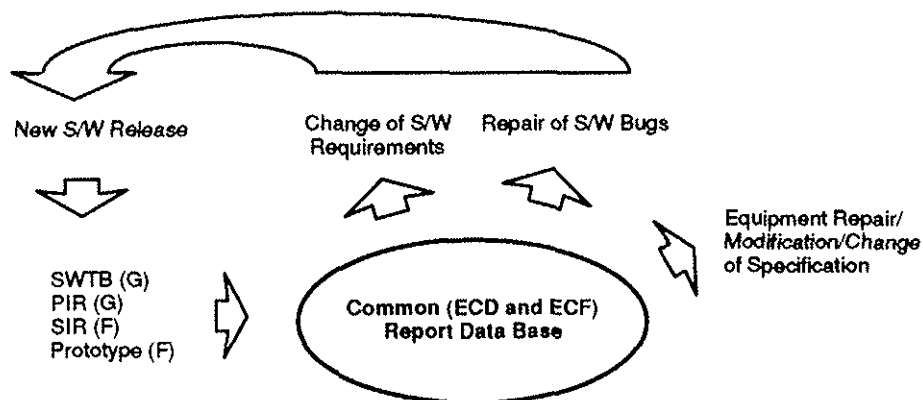 New S/W Release
Change of S/W
Requirements
Repair of S/W Bugs
Equipment Repair/
Modification/Change
of Specification
SWTB (G)
PIR (G)
SIR (F)
Prototype (F)
Common (ECD and ECF)
Report Data Base